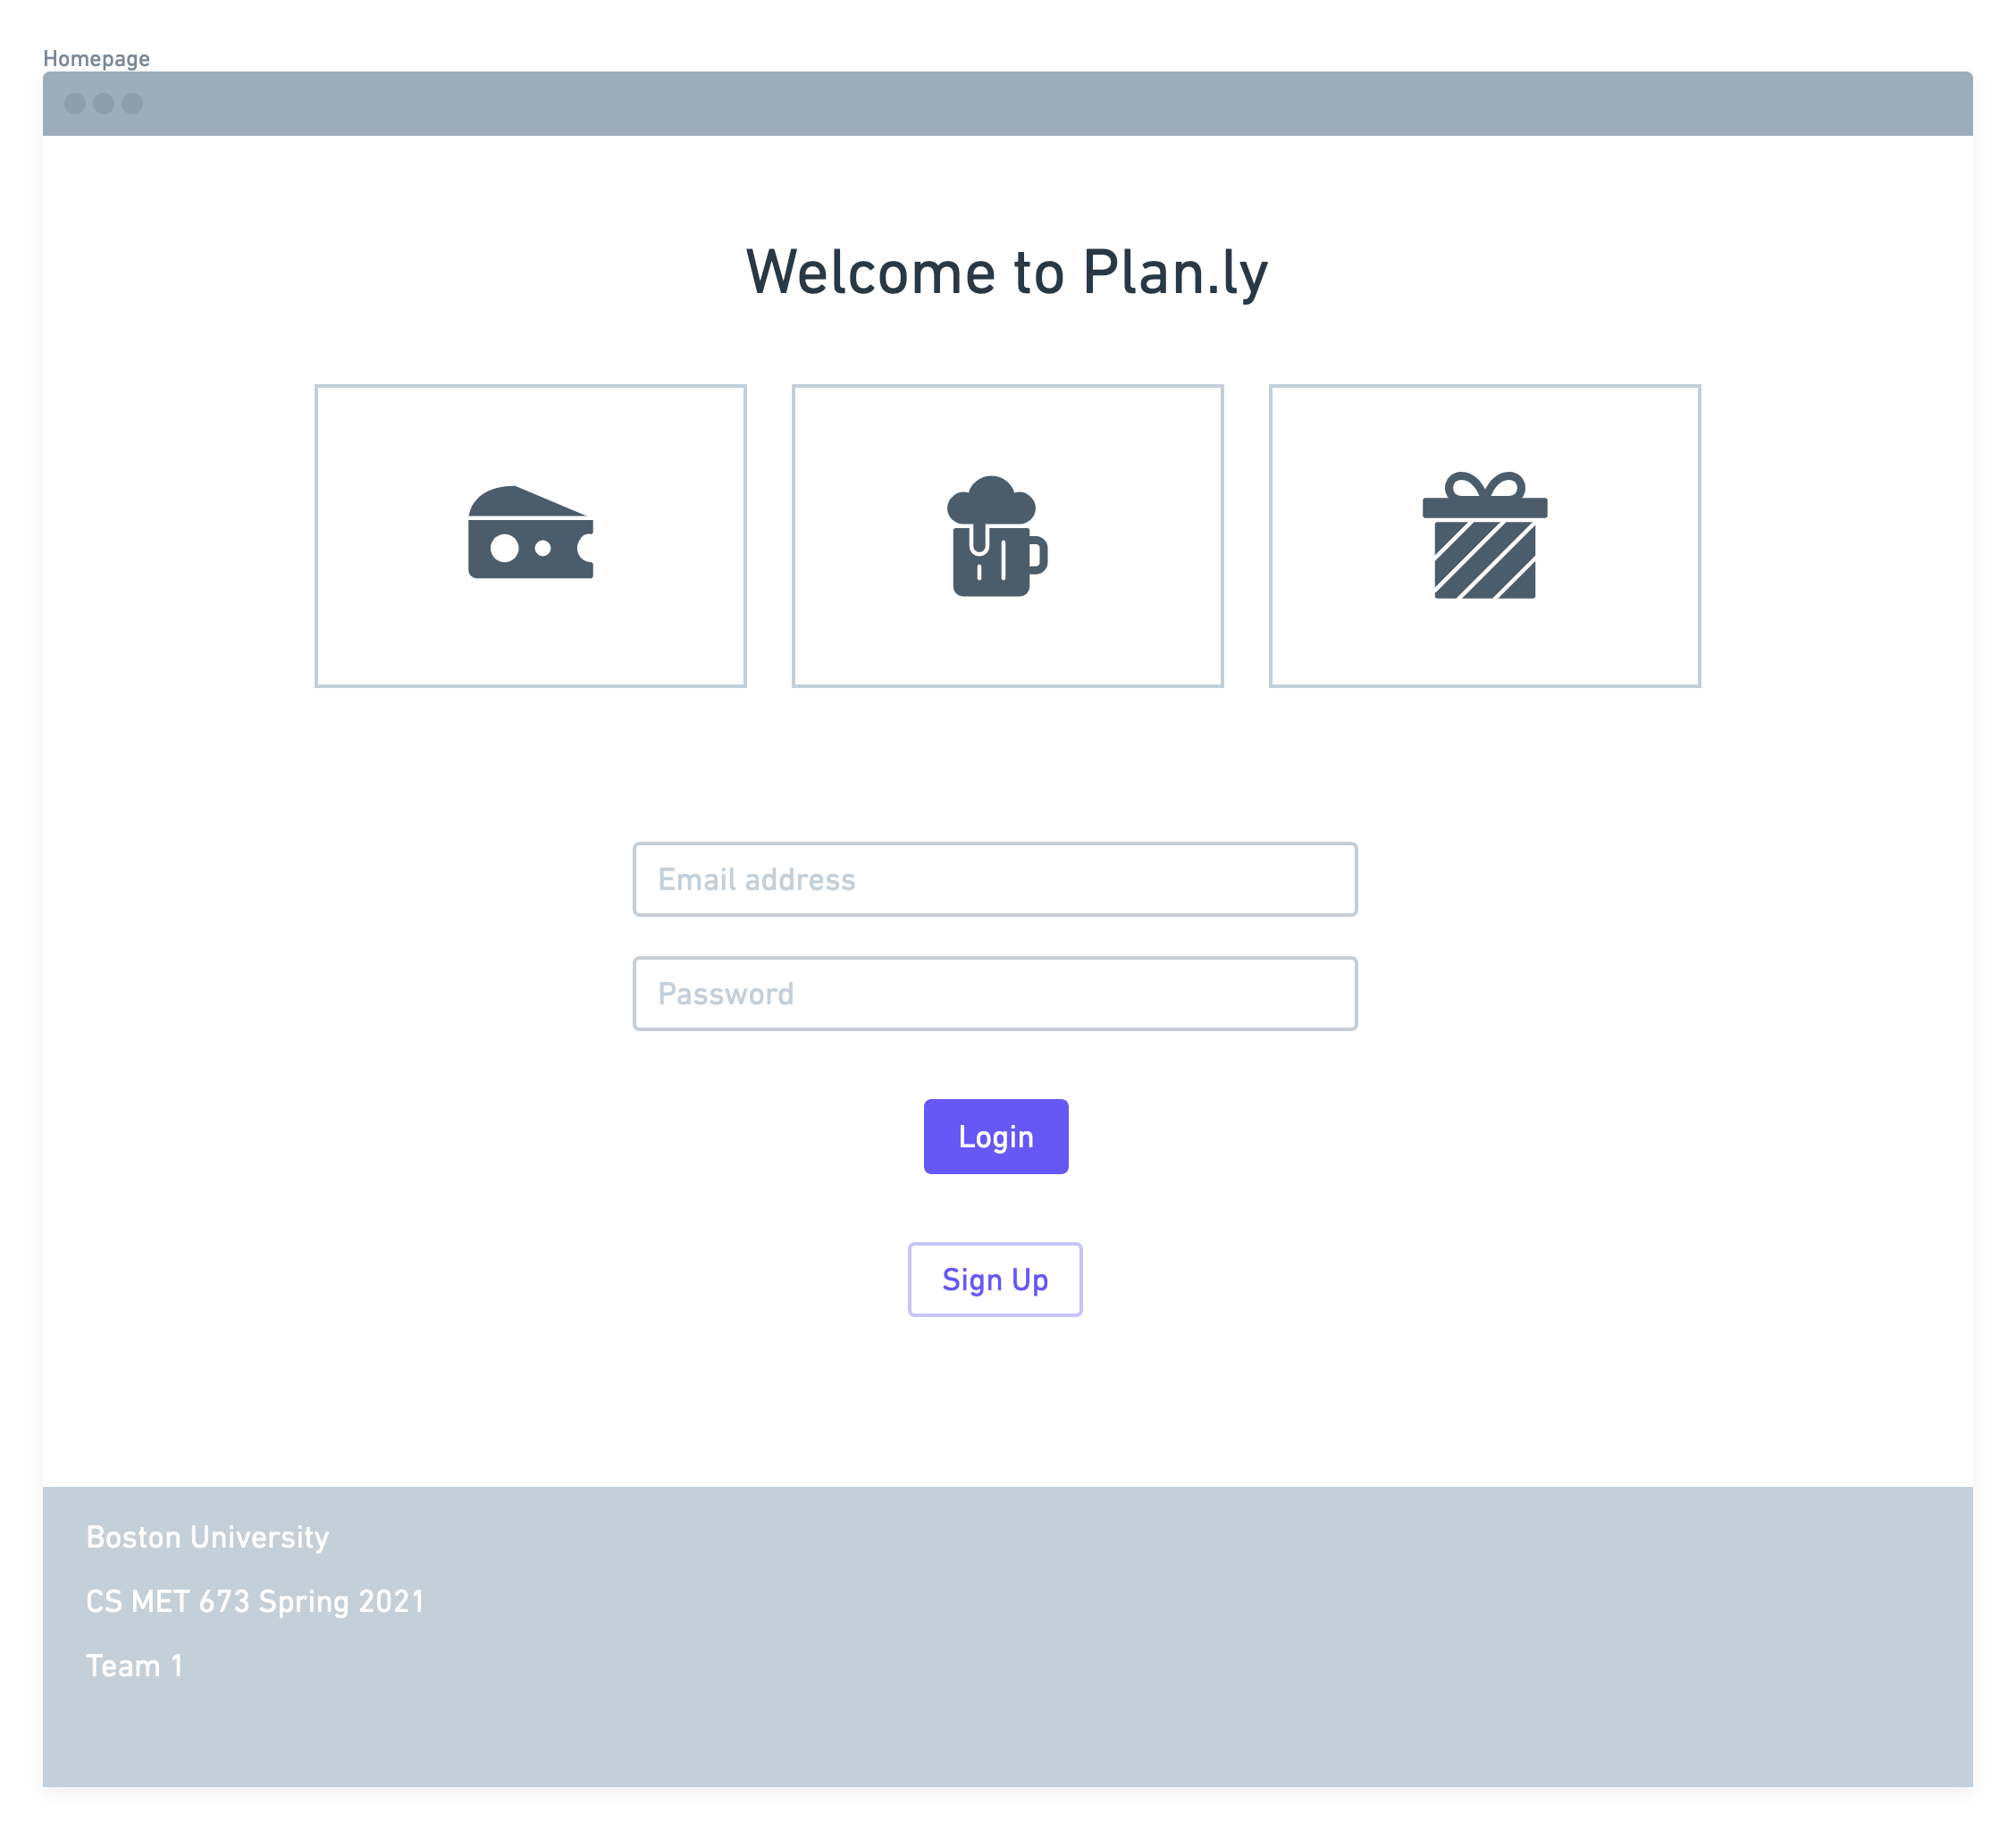 Homepage
Welcome to Plan.ly
Email address
Password
Login
Sign Up
Boston University
CS MET 673 Spring 2021
Team 1